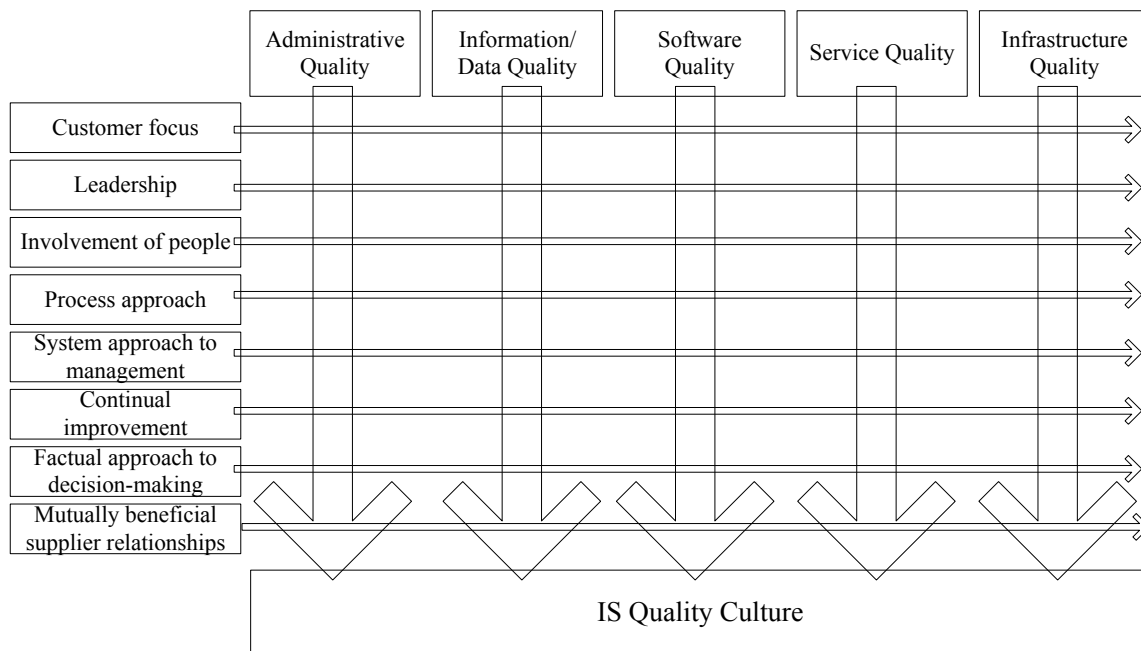 Administrative
Quality
Information/
Data Quality
Software
Quality
Service Quality
Infrastructure
Quality
Customer focus
Leadership
Involvement of people
Process approach
System approach to
management
Continual
improvement
Factual approach to
decision-making
Mutually beneficial
supplier relationships
IS Quality Culture